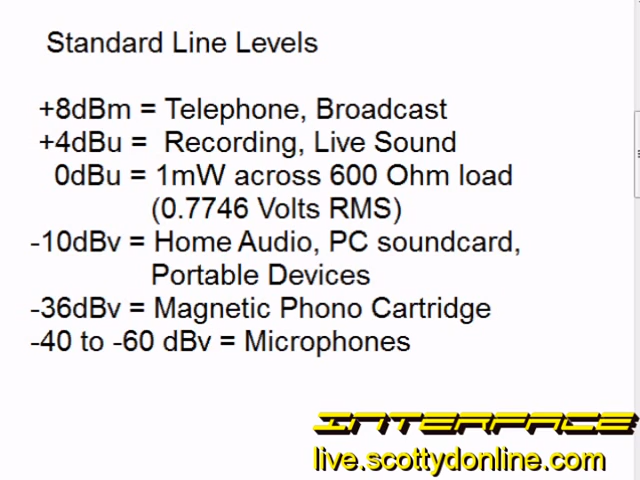 Standard Line Levels
+8dBm = Telephone, Broadcast
+4dBu = Recording, Live Sound
0dBu = 1mW across 600 Ohm load
(0.7746 Volts RMS)
-10dBv = Home Audio, PC soundcard,
Portable Devices
-36dBv = Magnetic Phono Cartridge
-40 to -60 dBv = Microphones
INTERFACE
live.scottydonline.com